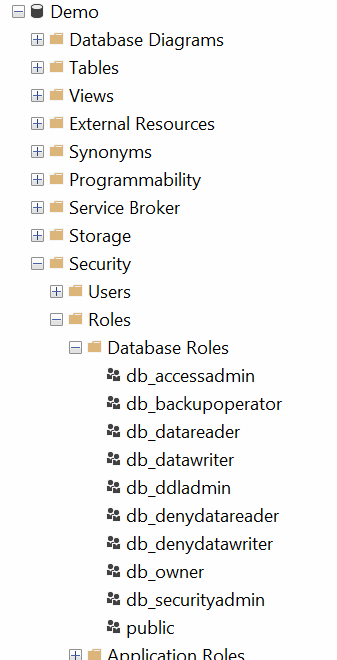 Demo
Database Diagrams
Tables
Views
External Resources
Synonyms
Programmability
Service Broker
Storage
Security
Users
Roles
Database Roles
db_accessadmin
db_backupoperator
db_datareader
db_datawriter
db_ddladmin
db_denydatareader
db_denydatawriter
db_owner
db_securityadmin
public
Application Roles